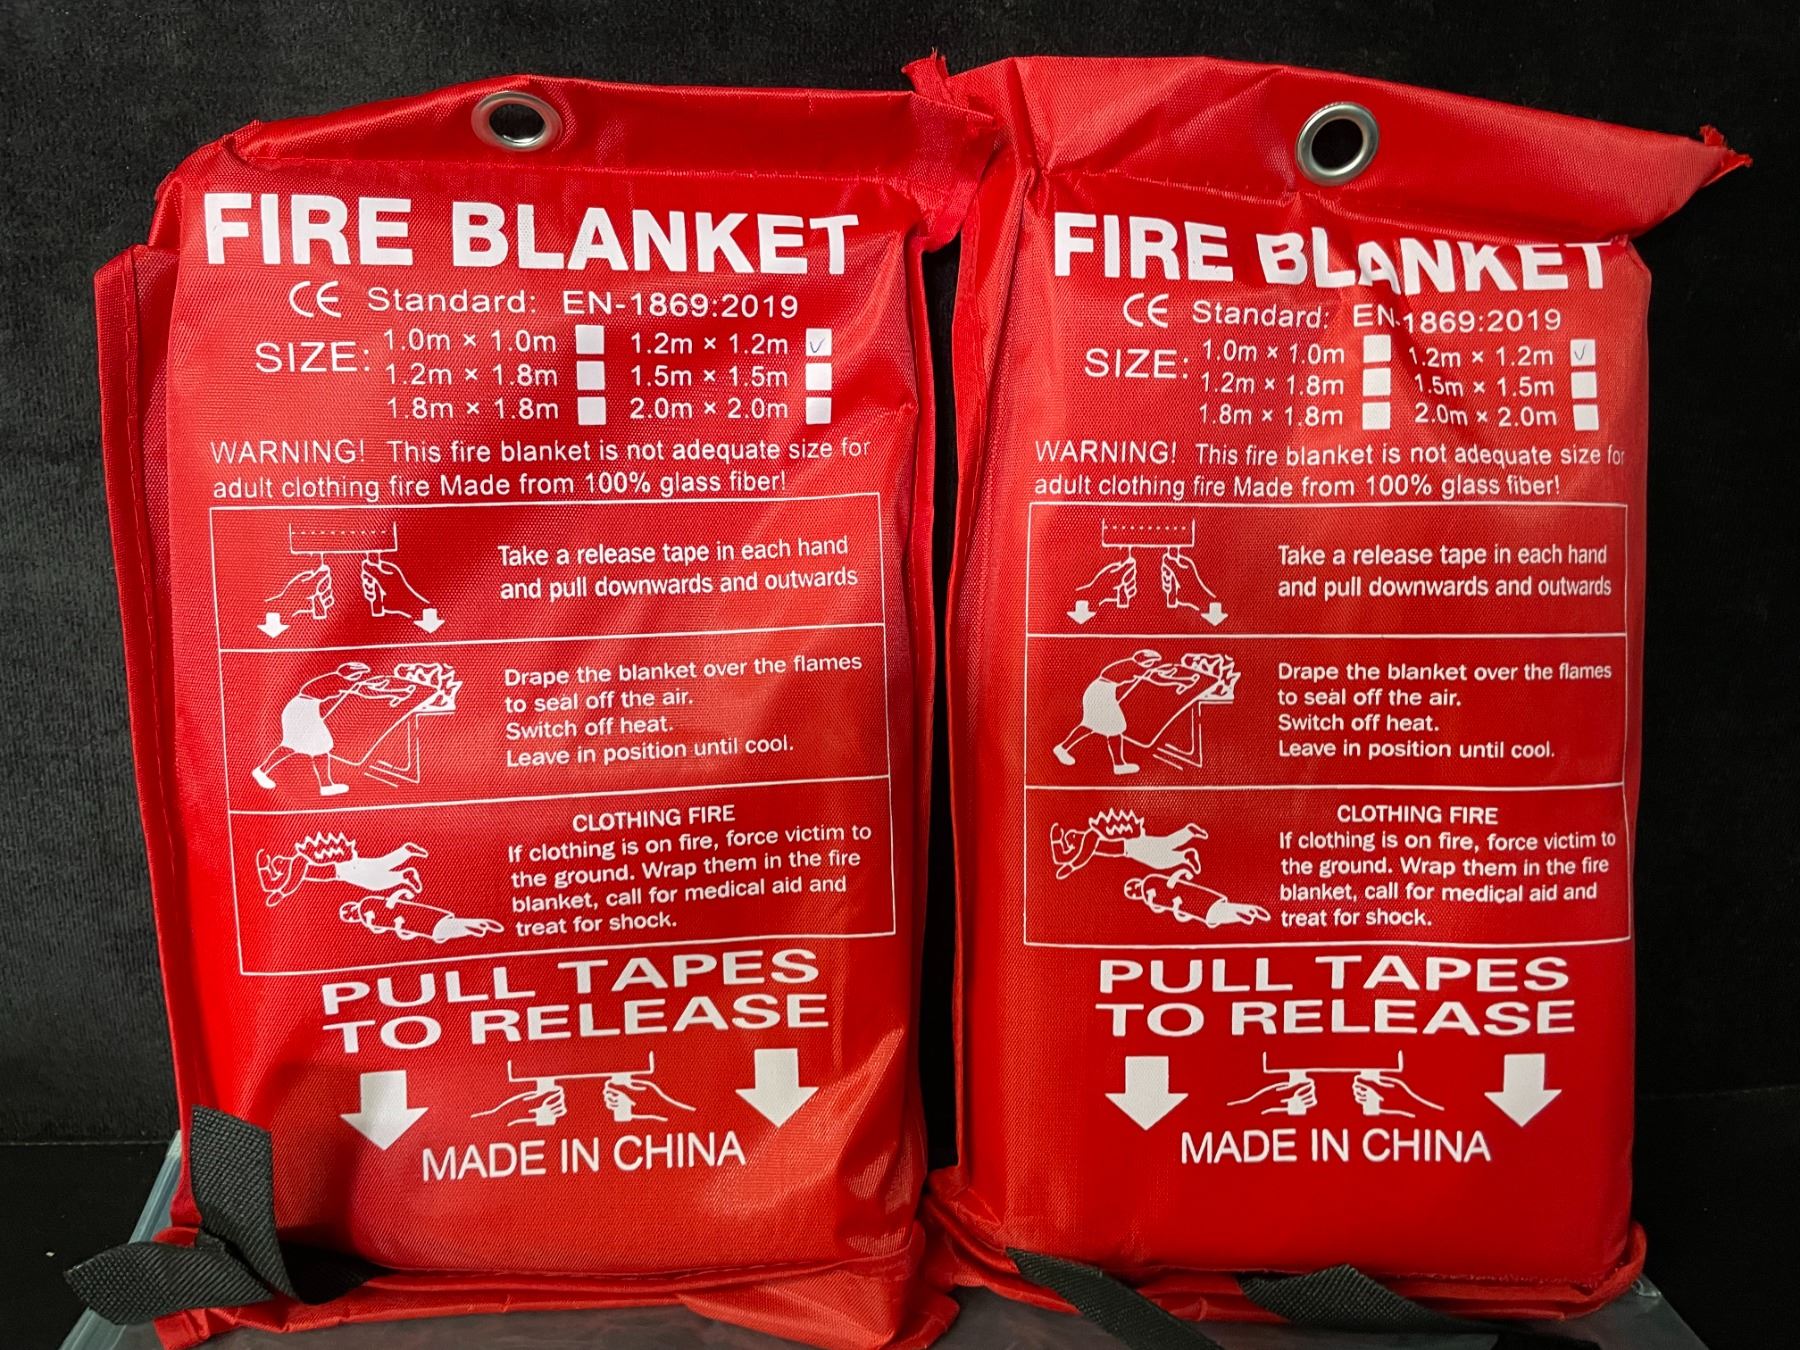 FIRE BLANKET
CE Standard: EN-1869:2019
SIZE: 1.0m × 1.0m 1.2m × 1.2m ✓
1.2m × 1.8m 1.5m × 1.5m
1.8m × 1.8m 2.0m × 2.0m
WARNING! This fire blanket is not adequate size for
adult clothing fire Made from 100% glass fiber!
Take a release tape in each hand
and pull downwards and outwards
Drape the blanket over the flames
to seal off the air.
Switch off heat.
Leave in position until cool.
CLOTHING FIRE
If clothing is on fire, force victim to
the ground. Wrap them in the fire
blanket, call for medical aid and
treat for shock.
PULL TAPES
TO RELEASE
MADE IN CHINA
FIRE BLANKET
CE Standard: EN-1869:2019
SIZE: 1.0m × 1.0m 1.2m × 1.2m ✓
1.2m × 1.8m 1.5m × 1.5m
1.8m × 1.8m 2.0m × 2.0m
WARNING! This fire blanket is not adequate size for
adult clothing fire Made from 100% glass fiber!
Take a release tape in each hand
and pull downwards and outwards
Drape the blanket over the flames
to seal off the air.
Switch off heat.
Leave in position until cool.
CLOTHING FIRE
If clothing is on fire, force victim to
the ground. Wrap them in the fire
blanket, call for medical aid and
treat for shock.
PULL TAPES
TO RELEASE
MADE IN CHINA